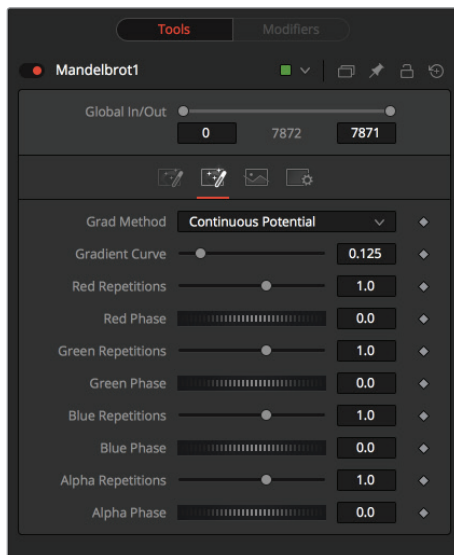 Tools Modifiers
Mandelbrot1
Global In/Out
0 7872 7871
Grad Method Continuous Potential
Gradient Curve 0.125
Red Repetitions 1.0
Red Phase 0.0
Green Repetitions 1.0
Green Phase 0.0
Blue Repetitions 1.0
Blue Phase 0.0
Alpha Repetitions 1.0
Alpha Phase 0.0